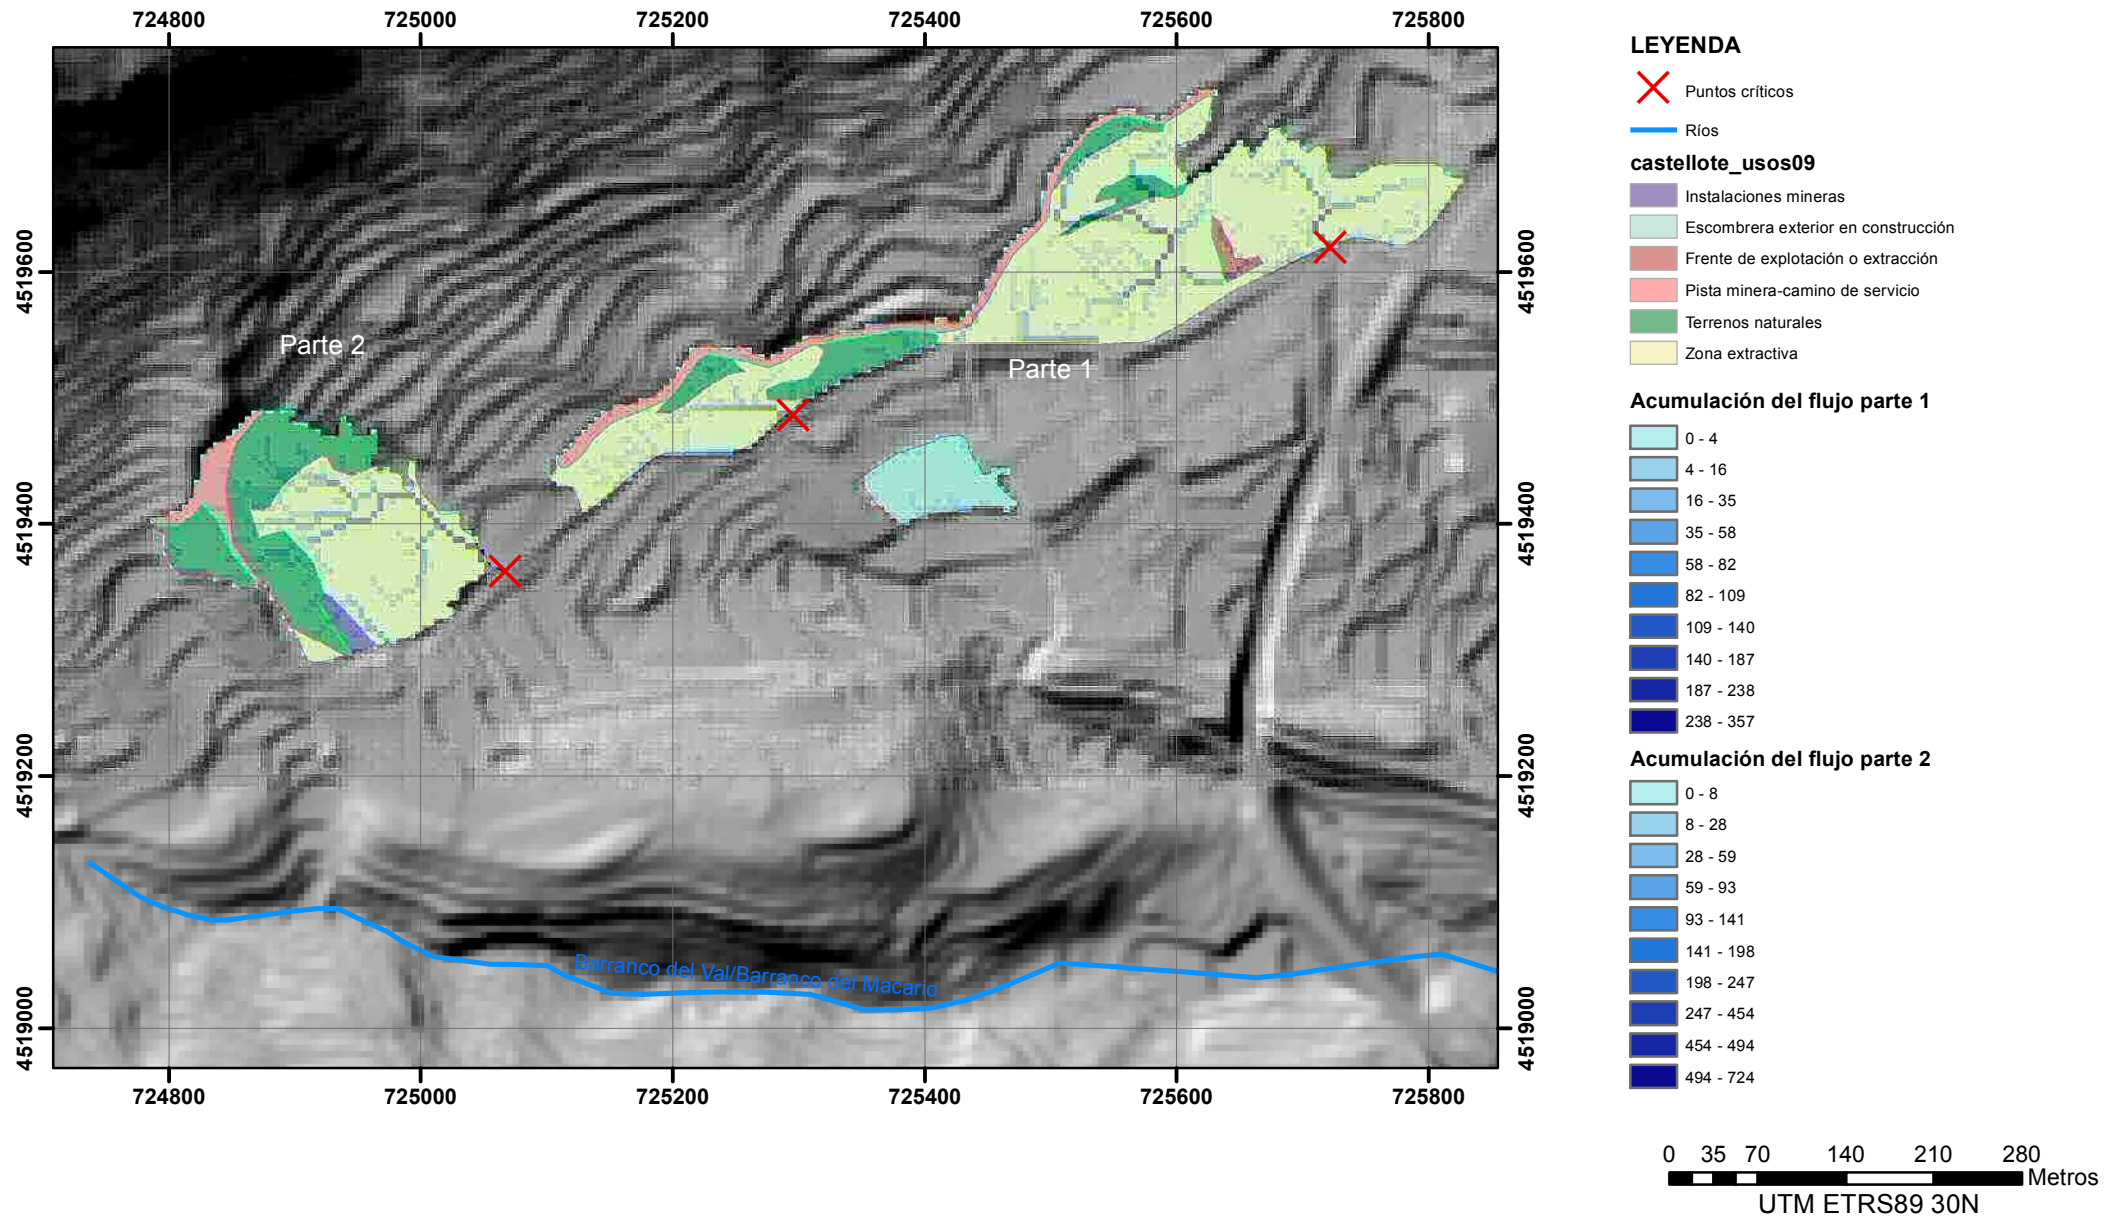 724800 725000 725200 725400 725600 725800
4519600 4519600
4519400 4519400
4519200 4519200
4519000 4519000
Parte 2
Parte 1
Barranco del Val/Barranco del Macario
724800 725000 725200 725400 725600 725800
LEYENDA
Puntos críticos
Ríos
castellote_usos09
Instalaciones mineras
Escombrera exterior en construcción
Frente de explotación o extracción
Pista minera-camino de servicio
Terrenos naturales
Zona extractiva
Acumulación del flujo parte 1
0 - 4
4 - 16
16 - 35
35 - 58
58 - 82
82 - 109
109 - 140
140 - 187
187 - 238
238 - 357
Acumulación del flujo parte 2
0 - 8
8 - 28
28 - 59
59 - 93
93 - 141
141 - 198
198 - 247
247 - 454
454 - 494
494 - 724
0 35 70 140 210 280
Metros
UTM ETRS89 30N